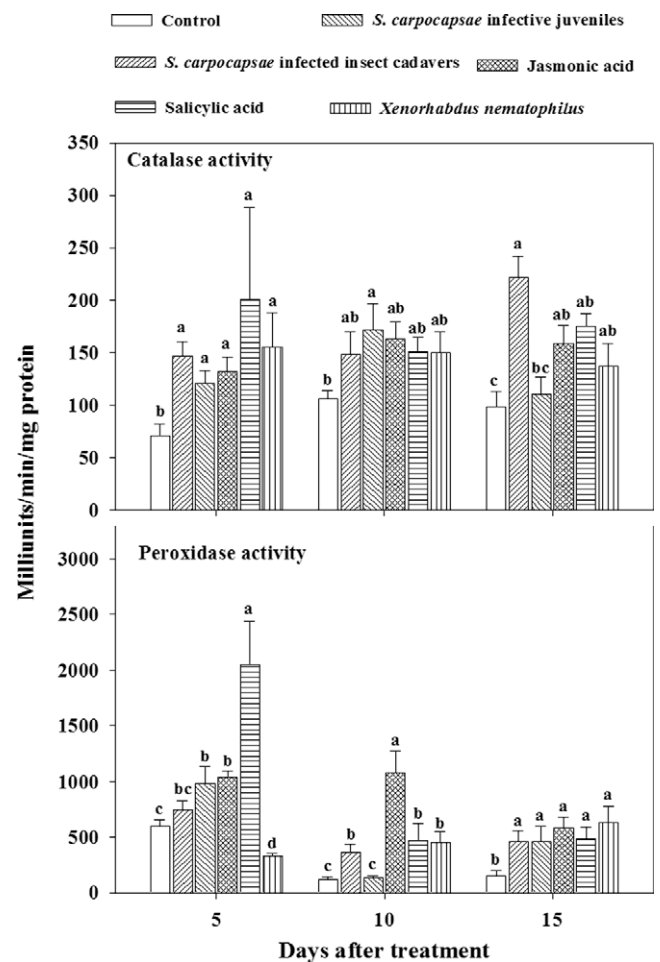 Control S. carpocapsae infective juveniles
S. carpocapsae infected insect cadavers Jasmonic acid
Salicylic acid Xenorhabdus nematophilus
Milliunits/min/mg protein
350
300
250
200
150
100
50
0
Catalase activity
b a a a a a
b ab a ab ab ab
c a bc ab ab ab
3000
2500
2000
1500
1000
500
0
Peroxidase activity
c bc b b a d
c b c a b b
b a a a a a
5 10 15
Days after treatment